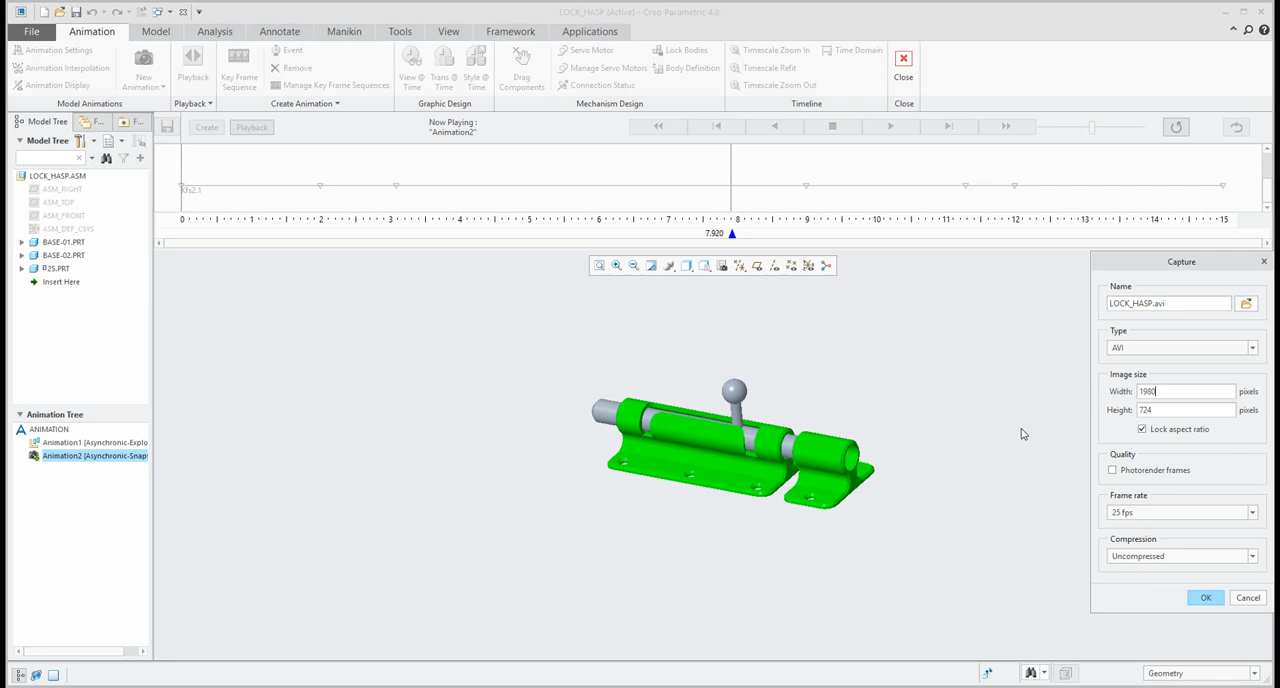 LOCK_HASP (Active) - Creo Parametric 4.0
File Animation Model Analysis Annotate Manikin Tools View Framework Applications
Animation Settings
Animation Interpolation
Animation Display
New Animation
Model Animations
Playback
Playback
Key Frame Sequence
Event
Remove
Manage Key Frame Sequences
Create Animation
View @ Time
Trans @ Time
Style @ Time
Graphic Design
Drag Components
Servo Motor
Manage Servo Motors
Connection Status
Lock Bodies
Body Definition
Mechanism Design
Timescale Zoom In
Timescale Refit
Timescale Zoom Out
Time Domain
Timeline
Close
Close
Model Tree F... F...
Model Tree
LOCK_HASP.ASM
ASM_RIGHT
ASM_TOP
ASM_FRONT
ASM_DEF_CSYS
BASE-01.PRT
BASE-02.PRT
25.PRT
Insert Here
Animation Tree
ANIMATION
Animation1 [Asynchronic-Explo
Animation2 [Asynchronic-Snaps
Create Playback
Now Playing :
"Animation2"
Kfs2.1
0 1 2 3 4 5 6 7 8 9 10 11 12 13 14 15
7.920
Capture
Name
LOCK_HASP.avi
Type
AVI
Image size
Width: 1980 pixels
Height: 724 pixels
Lock aspect ratio
Quality
Photorender frames
Frame rate
25 fps
Compression
Uncompressed
OK Cancel
Geometry